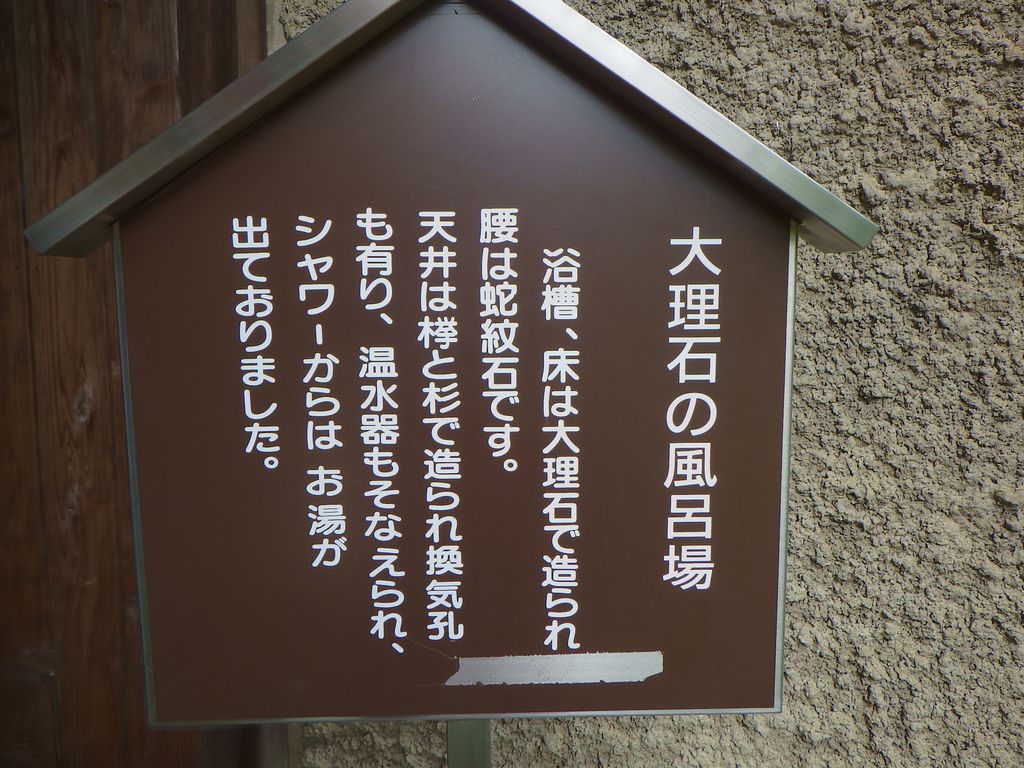 大理石の風呂場
浴槽、床は大理石で造られ
腰は蛇紋石です。
天井は欅と杉で造られ換気孔
も有り、温水器もそなえられ、
シャワーからは お湯が
出ておりました。